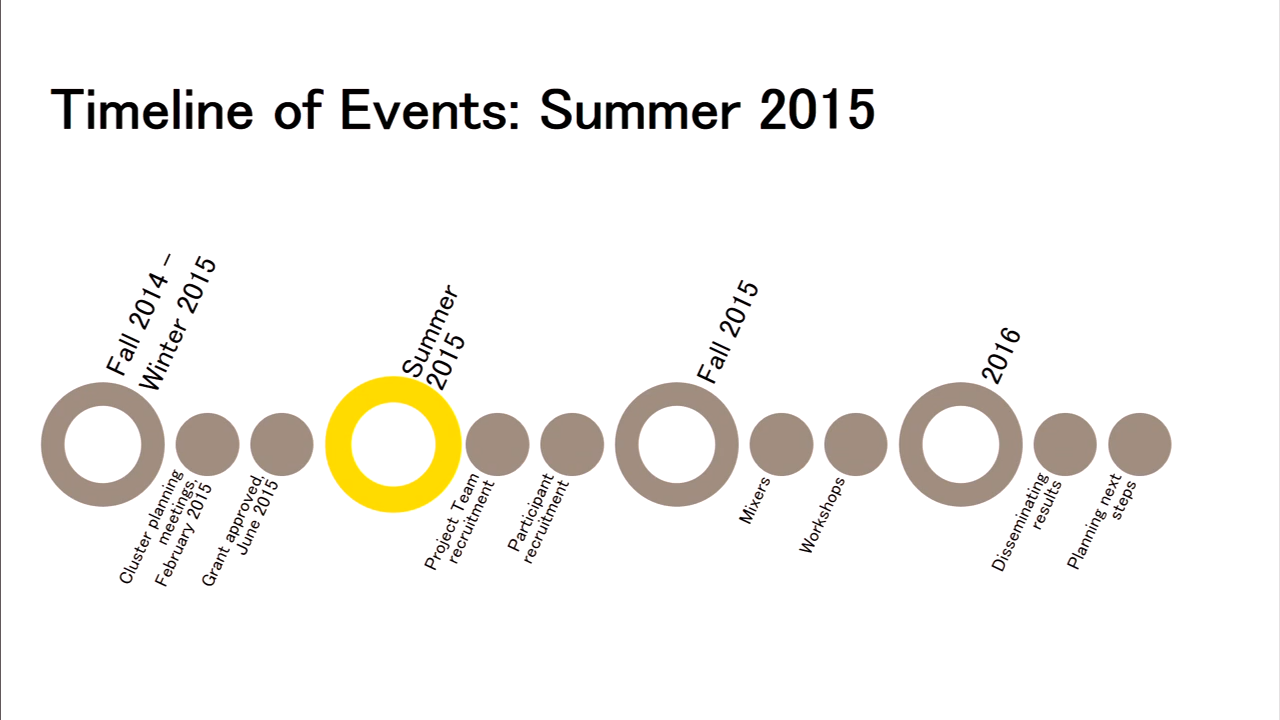 Timeline of Events: Summer 2015
Fall 2014 –
Winter 2015
Cluster planning
meetings,
February 2015
Grant approved,
June 2015
Summer
2015
Project Team
recruitment
Participant
recruitment
Fall 2015
Mixers
Workshops
2016
Disseminating
results
Planning next
steps